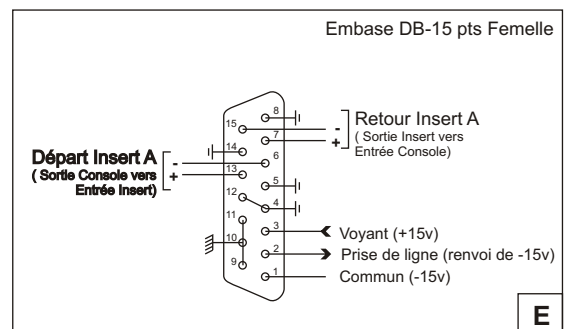 Embase DB-15 pts Femelle
8
15
7
14
6
13
5
12
4
11
3
10
2
9
1
-
+
Retour Insert A
( Sortie Insert vers
Entrée Console)
Départ Insert A
( Sortie Console vers
Entrée Insert)
-
+
Voyant (+15v)
Prise de ligne (renvoi de -15v)
Commun (-15v)
E